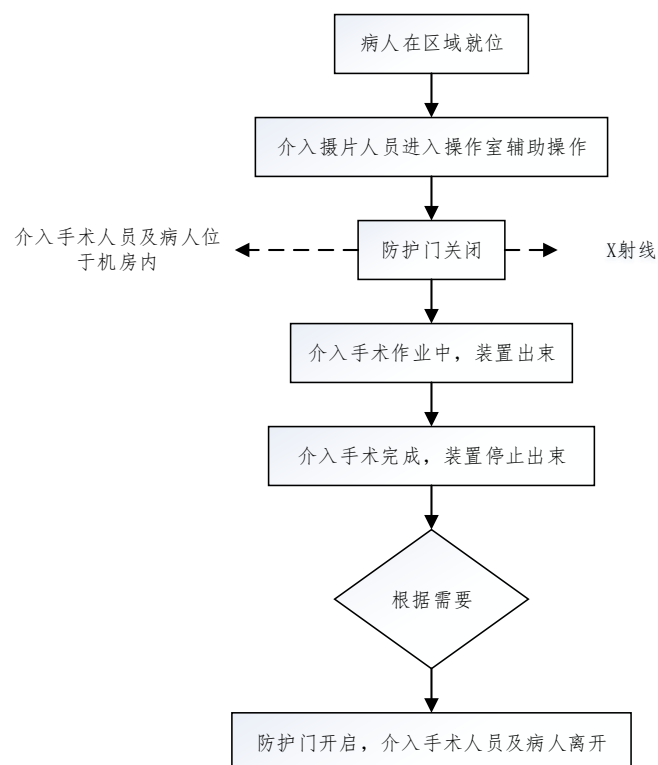 病人在区域就位
介入摄片人员进入操作室辅助操作
介入手术人员及病人位
于机房内
防护门关闭
X射线
介入手术作业中，装置出束
介入手术完成，装置停止出束
根据需要
防护门开启，介入手术人员及病人离开